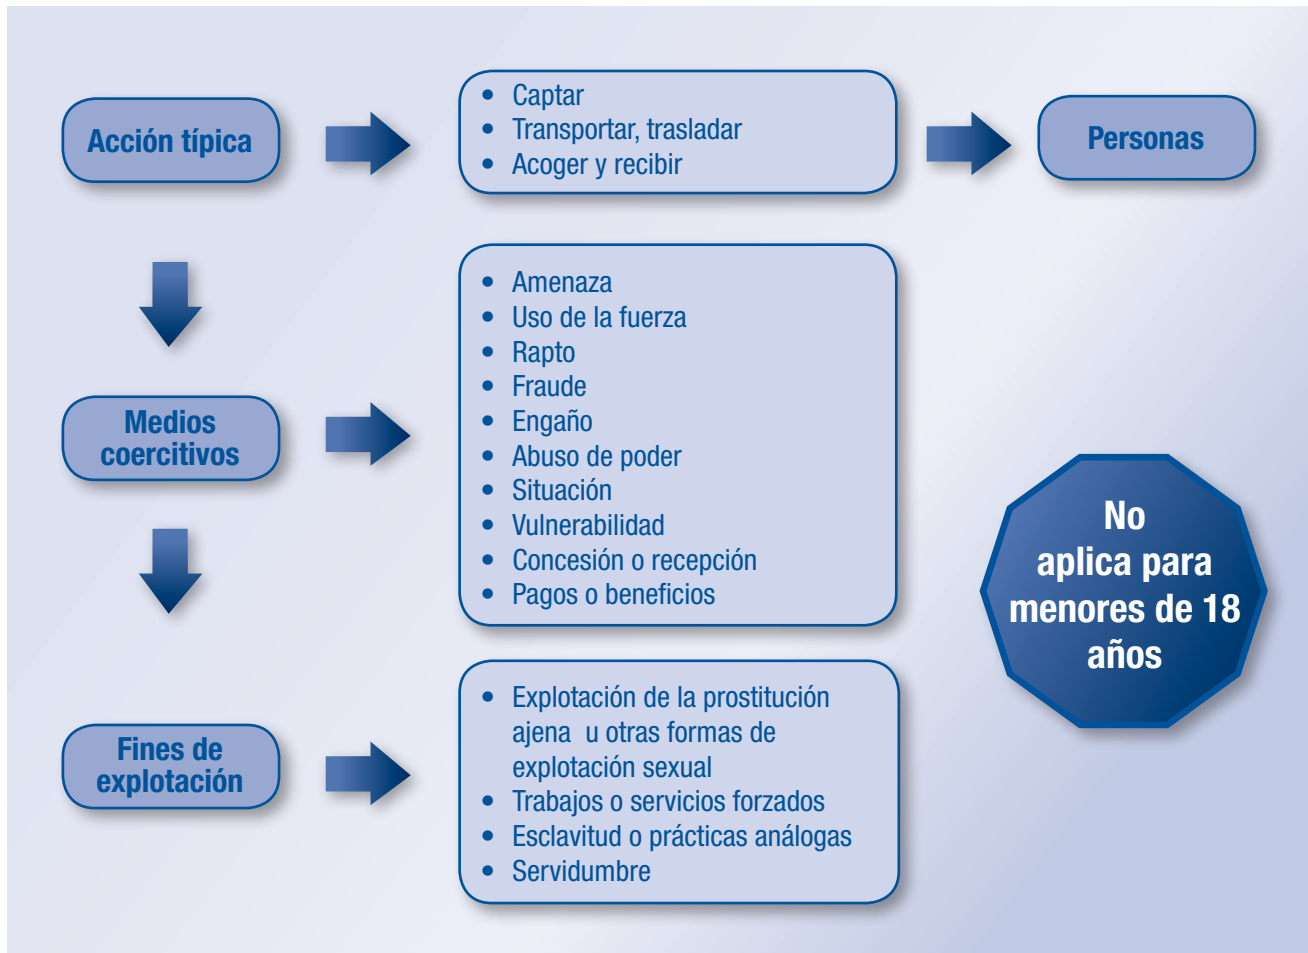 Acción típica
• Captar
• Transportar, trasladar
• Acoger y recibir
Personas
Medios
coercitivos
• Amenaza
• Uso de la fuerza
• Rapto
• Fraude
• Engaño
• Abuso de poder
• Situación
• Vulnerabilidad
• Concesión o recepción
• Pagos o beneficios
No
aplica para
menores de 18
años
Fines de
explotación
• Explotación de la prostitución
ajena u otras formas de
explotación sexual
• Trabajos o servicios forzados
• Esclavitud o prácticas análogas
• Servidumbre